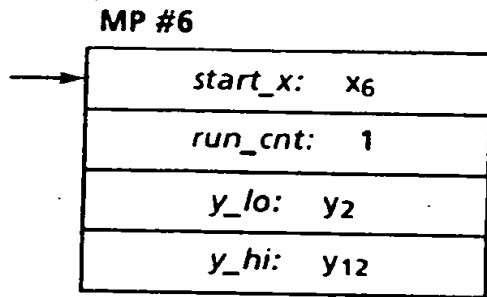 MP #6
start_x: x6
run_cnt: 1
y_lo: y2
y_hi: y12